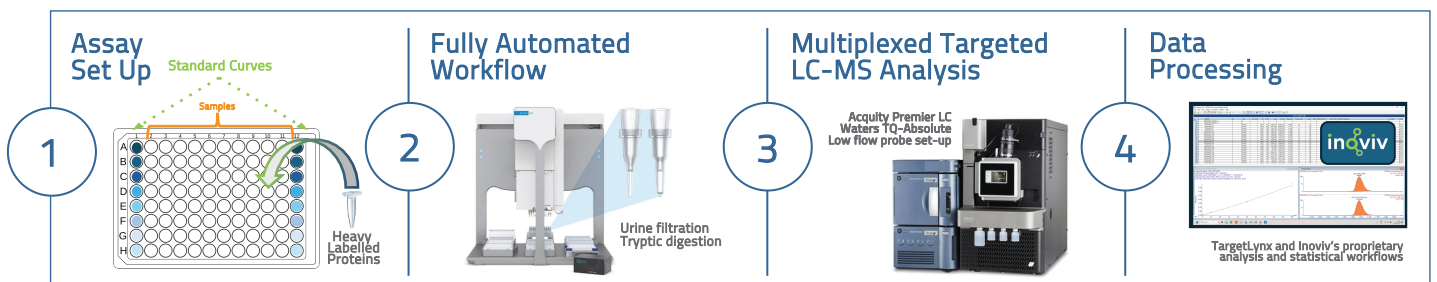 1
Assay
Set Up
Standard Curves
Samples
1 2 3 4 5 6 7 8 9 10 11 12
A
B
C
D
E
F
G
H
Heavy
Labelled
Proteins
2
Fully Automated
Workflow
Urine filtration
Tryptic digestion
3
Multiplexed Targeted
LC-MS Analysis
Acquity Premier LC
Waters TQ-Absolute
Low flow probe set-up
4
Data
Processing
inoviv
TargetLynx and Inoviv's proprietary
analysis and statistical workflows